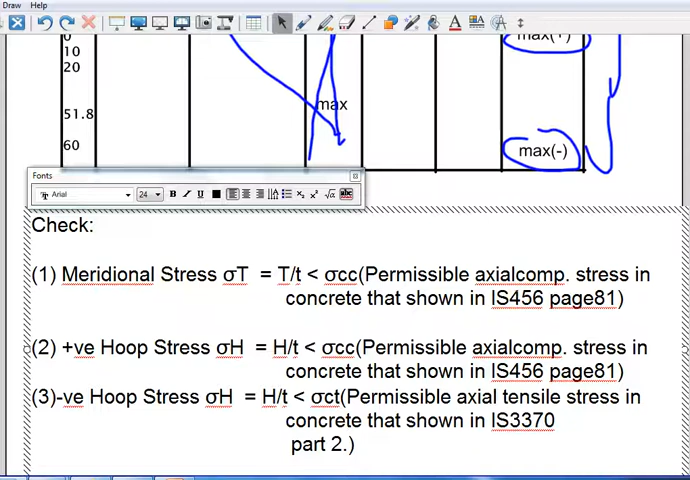 Draw Help
0
max(+)
10
20
max
51.8
60
max(-)
Fonts
Arial
24
B I U
abc
Check:
(1) Meridional Stress σT = T/t < σcc(Permissible axialcomp. stress in
concrete that shown in IS456 page81)
(2) +ve Hoop Stress σH = H/t < σcc(Permissible axialcomp. stress in
concrete that shown in IS456 page81)
(3)-ve Hoop Stress σH = H/t < σct(Permissible axial tensile stress in
concrete that shown in IS3370
part 2.)